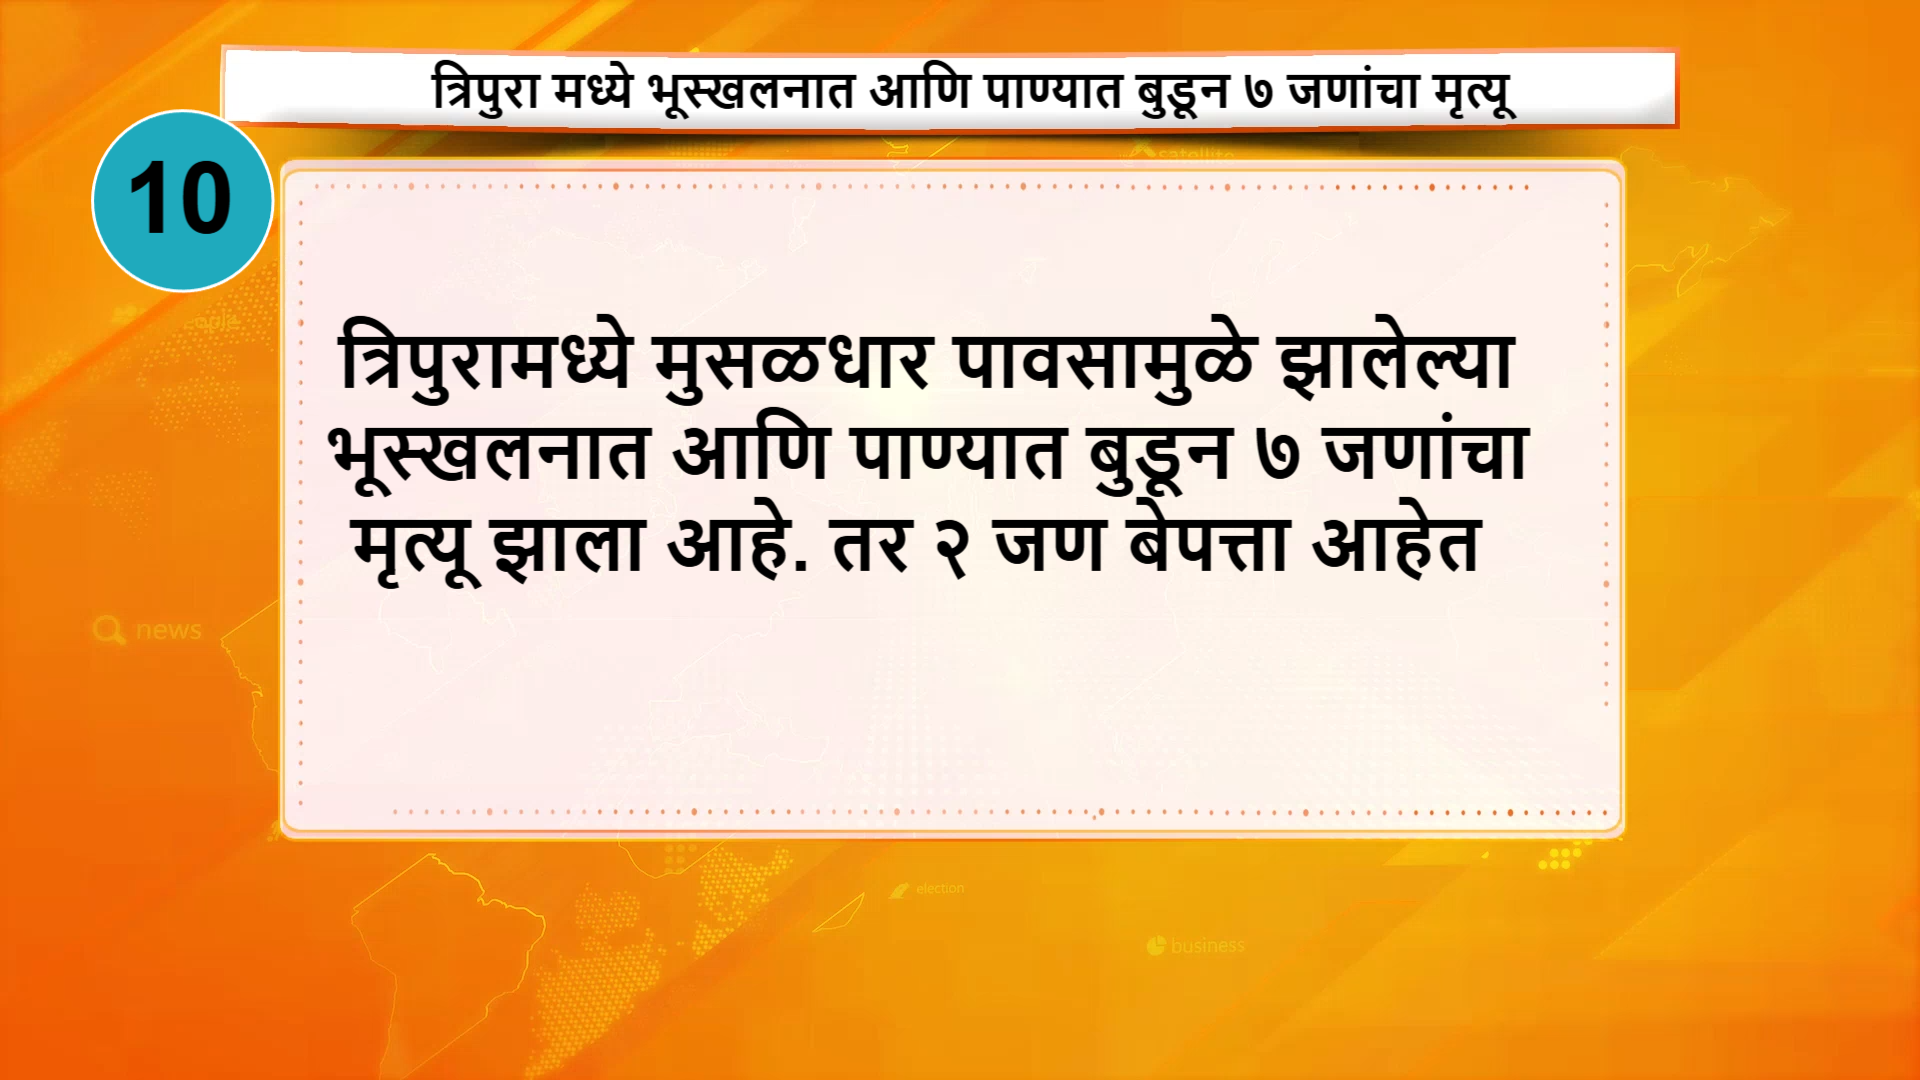 त्रिपुरा मध्ये भूस्खलनात आणि पाण्यात बुडून ७ जणांचा मृत्यू
10
satellite
त्रिपुरामध्ये मुसळधार पावसामुळे झालेल्या
भूस्खलनात आणि पाण्यात बुडून ७ जणांचा
मृत्यू झाला आहे. तर २ जण बेपत्ता आहेत
news
election
business